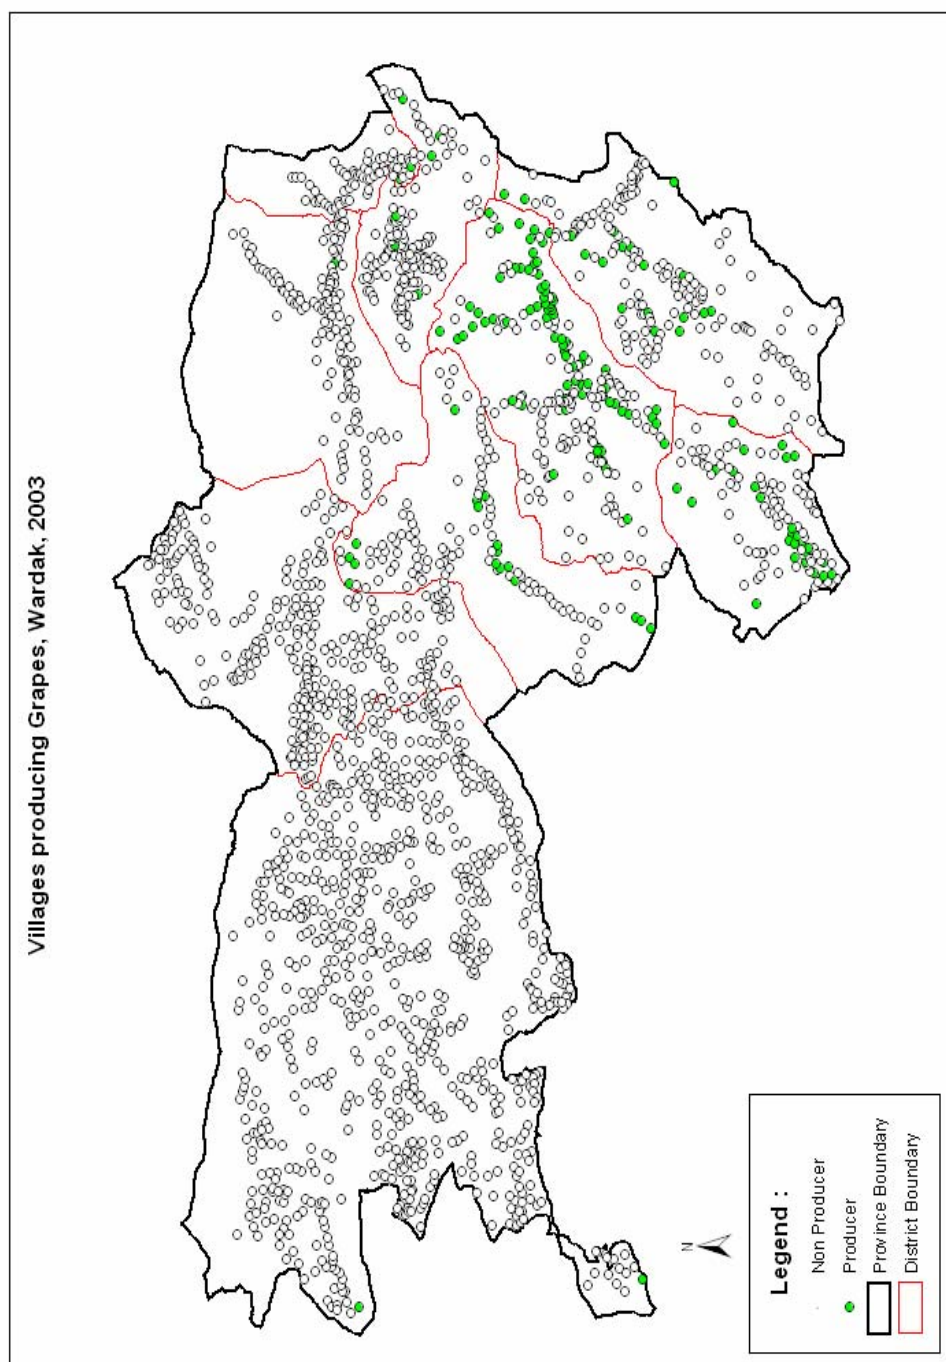 Villages producing Grapes, Wardak, 2003
N
Legend :
Non Producer
Producer
Province Boundary
District Boundary